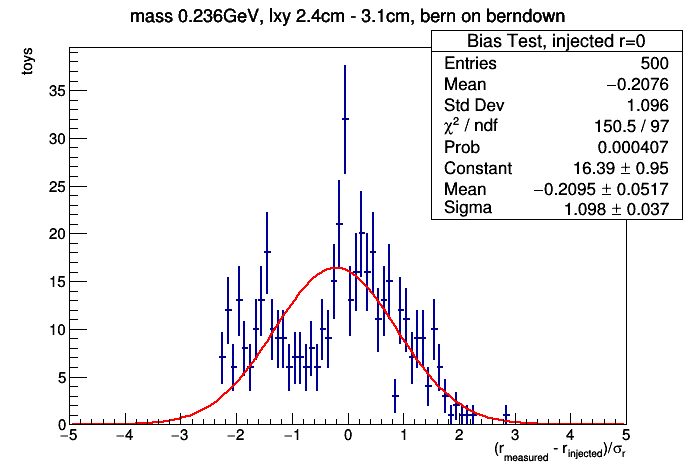 mass 0.236GeV, lxy 2.4cm - 3.1cm, bern on berndown
Bias Test, injected r=0
Entries 500
Mean −0.2076
Std Dev 1.096
χ² / ndf 150.5 / 97
Prob 0.000407
Constant 16.39 ± 0.95
Mean −0.2095 ± 0.0517
Sigma 1.098 ± 0.037
toys
35
30
25
20
15
10
5
0
−5 −4 −3 −2 −1 0 1 2 3 4 5
(r_measured - r_injected)/σ_r